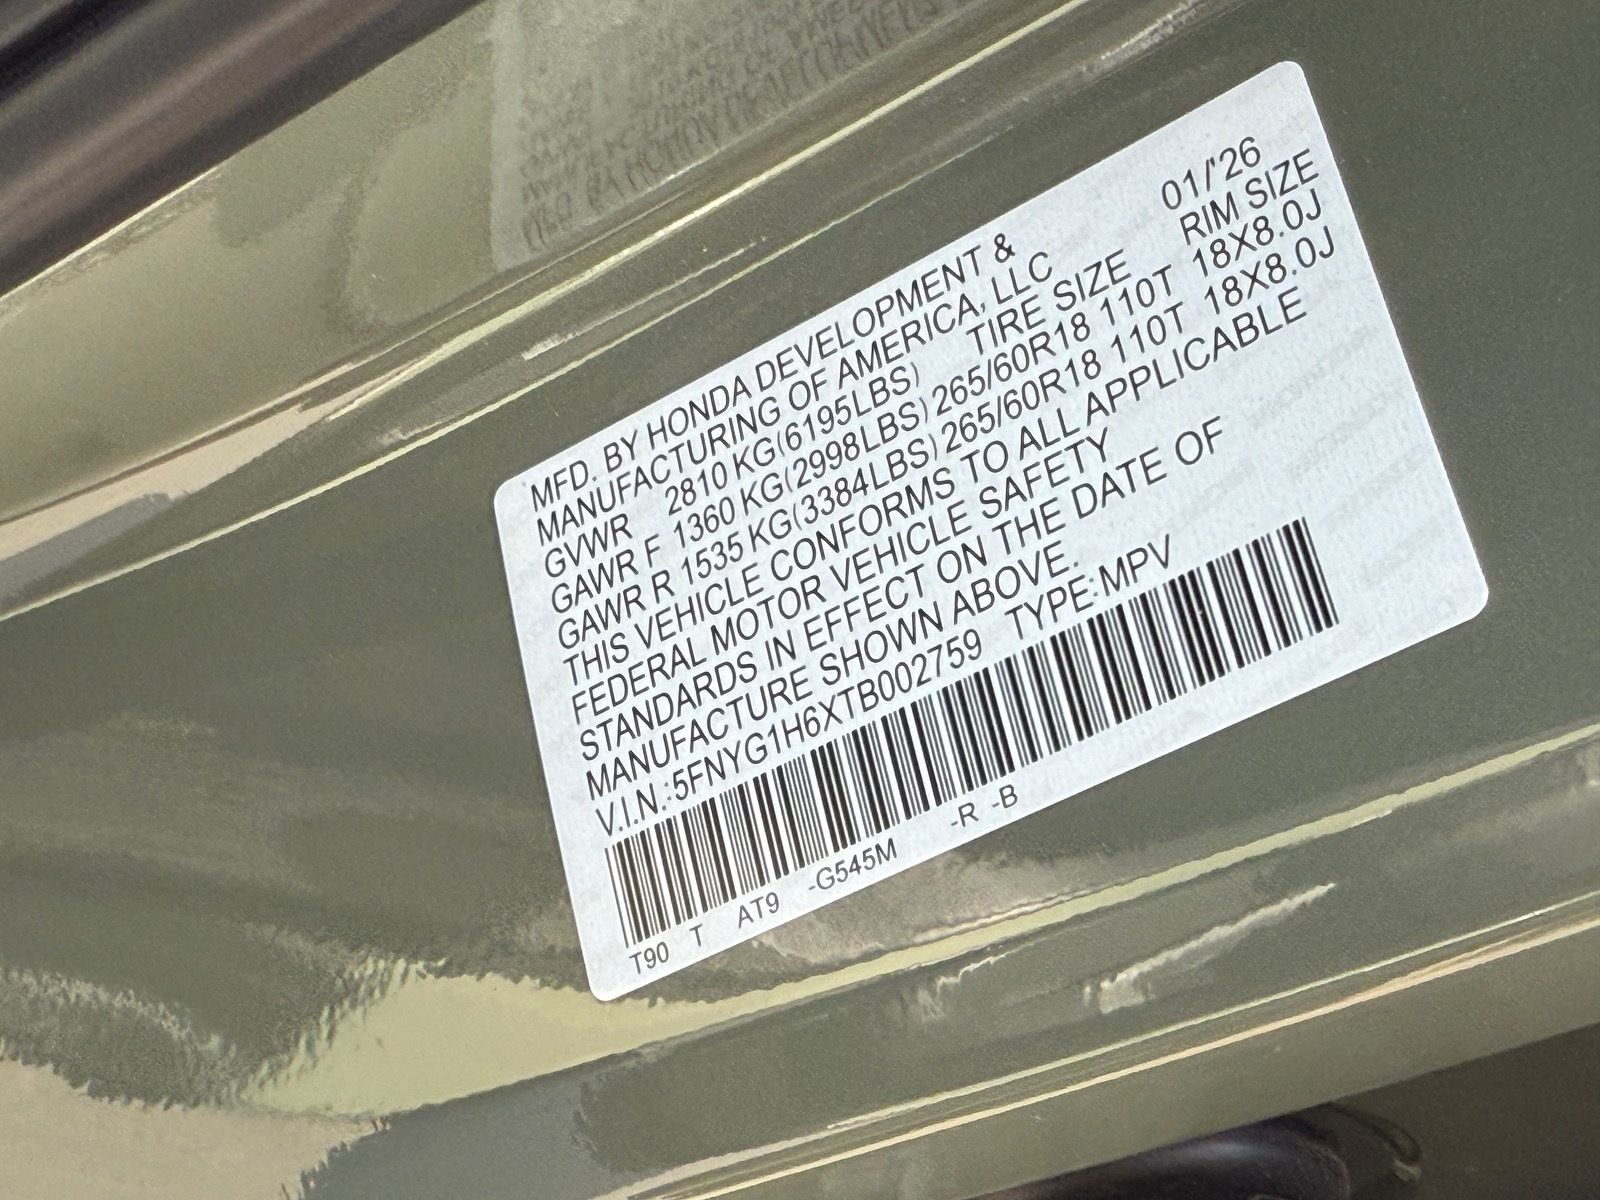 01/'26
MFD. BY HONDA DEVELOPMENT &
MANUFACTURING OF AMERICA, LLC
GVWR 2810 KG(6195LBS) TIRE SIZE RIM SIZE
GAWR F 1360 KG(2998LBS) 265/60R18 110T 18X8.0J
GAWR R 1535 KG(3384LBS) 265/60R18 110T 18X8.0J
THIS VEHICLE CONFORMS TO ALL APPLICABLE
FEDERAL MOTOR VEHICLE SAFETY
STANDARDS IN EFFECT ON THE DATE OF
MANUFACTURE SHOWN ABOVE.
V.I.N.:5FNYG1H6XTB002759 TYPE:MPV
T90 T AT9 -G545M -R -B